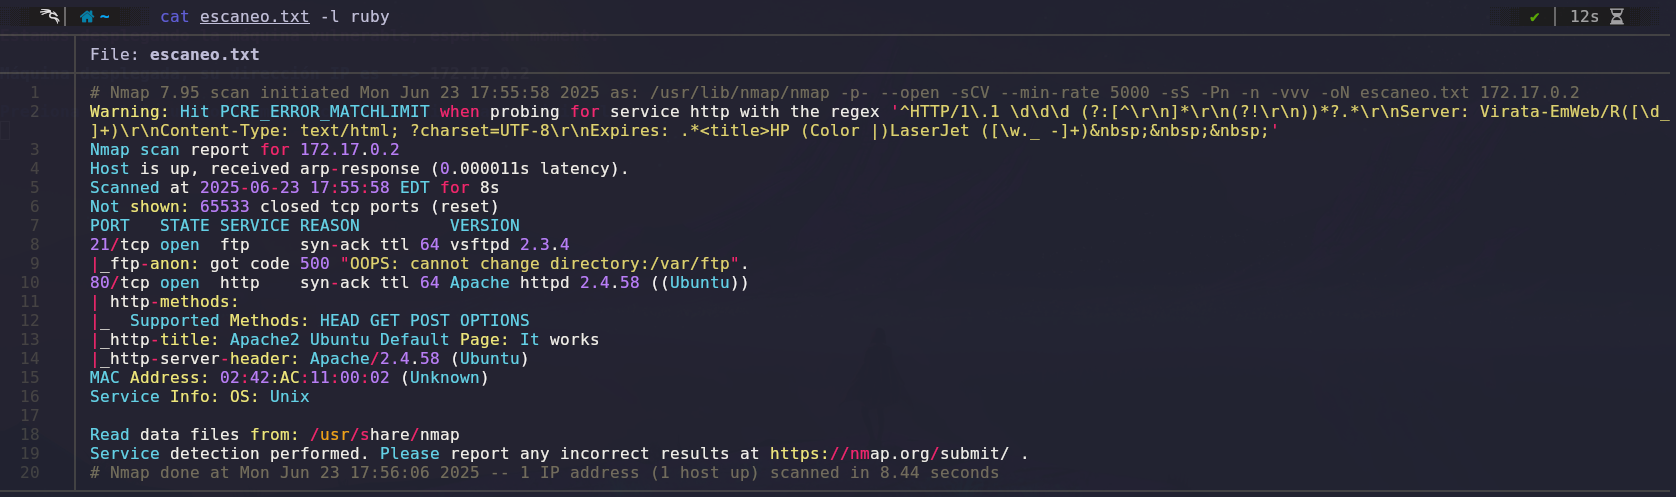 ~ cat escaneo.txt -l ruby ✔ 12s
File: escaneo.txt
1 # Nmap 7.95 scan initiated Mon Jun 23 17:55:58 2025 as: /usr/lib/nmap/nmap -p- --open -sCV --min-rate 5000 -sS -Pn -n -vvv -oN escaneo.txt 172.17.0.2
2 Warning: Hit PCRE_ERROR_MATCHLIMIT when probing for service http with the regex '^HTTP/1\.1 \d\d\d (?:[^\r\n]*\r\n(?!\r\n))*?.*\r\nServer: Virata-EmWeb/R([\d_
]+)\r\nContent-Type: text/html; ?charset=UTF-8\r\nExpires: .*<title>HP (Color |)LaserJet ([\w._ -]+)&nbsp;&nbsp;&nbsp;'
3 Nmap scan report for 172.17.0.2
4 Host is up, received arp-response (0.000011s latency).
5 Scanned at 2025-06-23 17:55:58 EDT for 8s
6 Not shown: 65533 closed tcp ports (reset)
7 PORT   STATE SERVICE REASON         VERSION
8 21/tcp open  ftp     syn-ack ttl 64 vsftpd 2.3.4
9 |_ftp-anon: got code 500 "OOPS: cannot change directory:/var/ftp".
10 80/tcp open  http    syn-ack ttl 64 Apache httpd 2.4.58 ((Ubuntu))
11 | http-methods:
12 |_  Supported Methods: HEAD GET POST OPTIONS
13 |_http-title: Apache2 Ubuntu Default Page: It works
14 |_http-server-header: Apache/2.4.58 (Ubuntu)
15 MAC Address: 02:42:AC:11:00:02 (Unknown)
16 Service Info: OS: Unix
17
18 Read data files from: /usr/share/nmap
19 Service detection performed. Please report any incorrect results at https://nmap.org/submit/ .
20 # Nmap done at Mon Jun 23 17:56:06 2025 -- 1 IP address (1 host up) scanned in 8.44 seconds